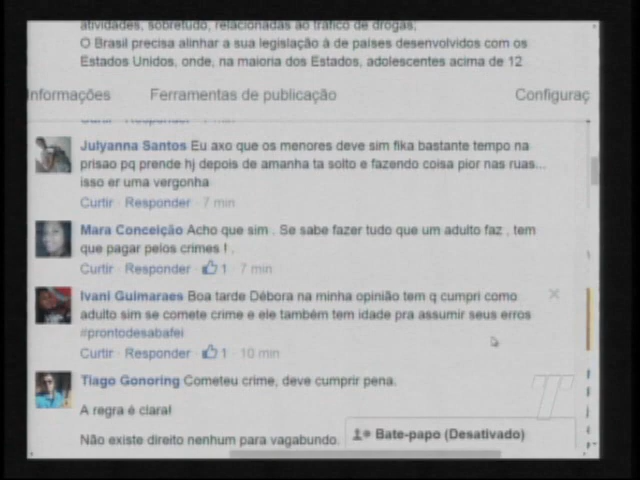 atividades, sobretudo, relacionadas ao tráfico de drogas;
O Brasil precisa alinhar a sua legislação à de países desenvolvidos com os
Estados Unidos, onde, na maioria dos Estados, adolescentes acima de 12
Informações Ferramentas de publicação Configuraç
Curtir · Responder · 7 min
Julyanna Santos Eu axo que os menores deve sim fika bastante tempo na
prisao pq prende hj depois de amanha ta solto e fazendo coisa pior nas ruas...
isso er uma vergonha
Curtir · Responder · 7 min
Mara Conceição Acho que sim . Se sabe fazer tudo que um adulto faz , tem
que pagar pelos crimes ! .
Curtir · Responder · 1 · 7 min
Ivani Guimaraes Boa tarde Débora na minha opinião tem q cumpri como
adulto sim se comete crime e ele também tem idade pra assumir seus erros
#prontodesabafei
Curtir · Responder · 1 · 10 min
Tiago Gonoring Cometeu crime, deve cumprir pena.
A regra é clara!
Não existe direito nenhum para vagabundo.
Bate-papo (Desativado)